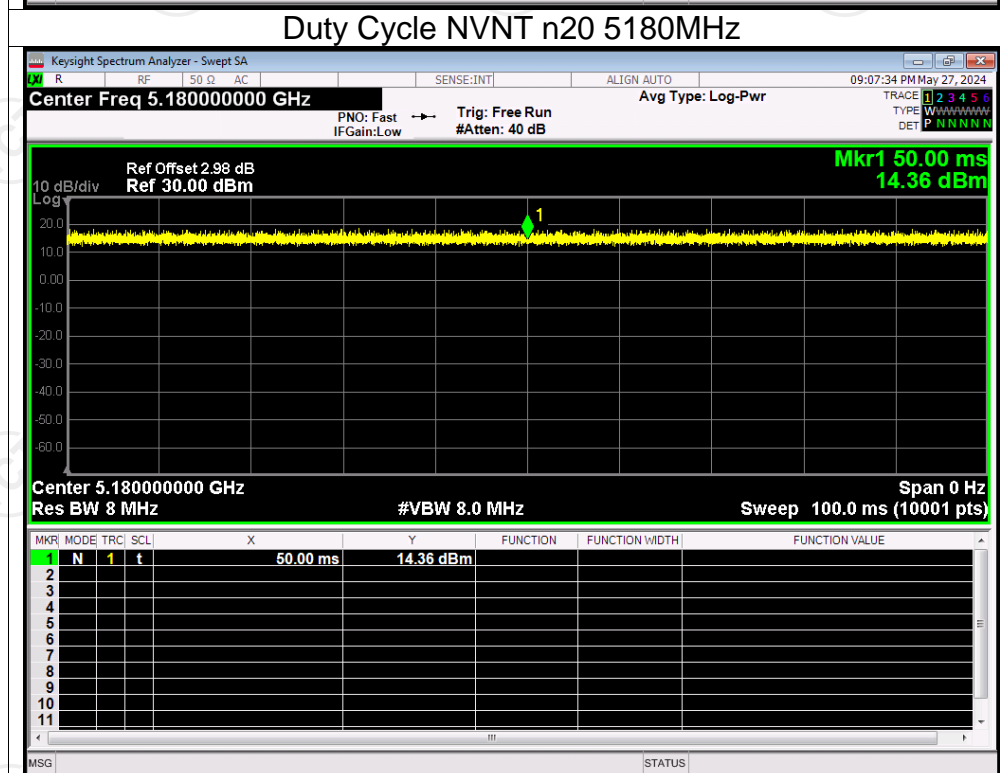 Duty Cycle NVNT n20 5180MHz
Keysight Spectrum Analyzer - Swept SA
LXI R RF 50 Ω AC SENSE:INT ALIGN AUTO 09:07:34 PM May 27, 2024
Center Freq 5.180000000 GHz Avg Type: Log-Pwr TRACE 1 2 3 4 5 6
PNO: Fast Trig: Free Run TYPE WWWWWW
IFGain:Low #Atten: 40 dB DET P N N N N N
Mkr1 50.00 ms
Ref Offset 2.98 dB
10 dB/div Ref 30.00 dBm 14.36 dBm
Log
1
20.0
10.0
0.00
-10.0
-20.0
-30.0
-40.0
-50.0
-60.0
Center 5.180000000 GHz Span 0 Hz
Res BW 8 MHz #VBW 8.0 MHz Sweep 100.0 ms (10001 pts)
MKR MODE TRC SCL X Y FUNCTION FUNCTION WIDTH FUNCTION VALUE
1 N 1 t 50.00 ms 14.36 dBm
2
3
4
5
6
7
8
9
10
11
MSG STATUS